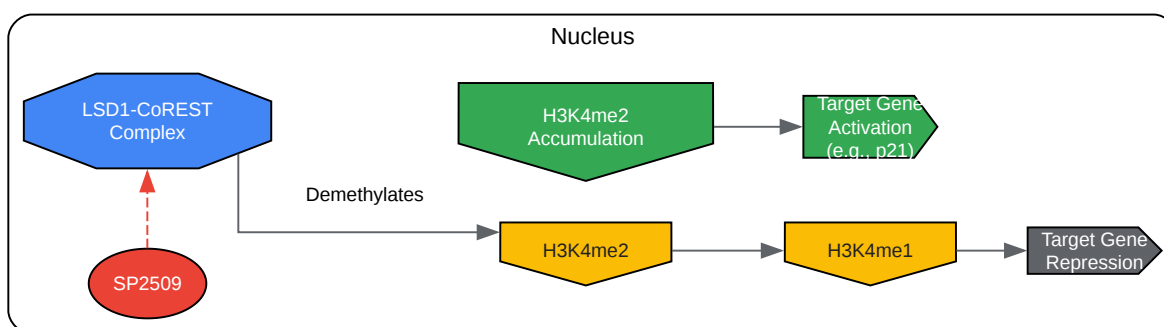 Nucleus
LSD1-CoREST
Complex
H3K4me2
Accumulation
Target Gene
Activation
(e.g., p21)
Demethylates
SP2509
H3K4me2
H3K4me1
Target Gene
Repression